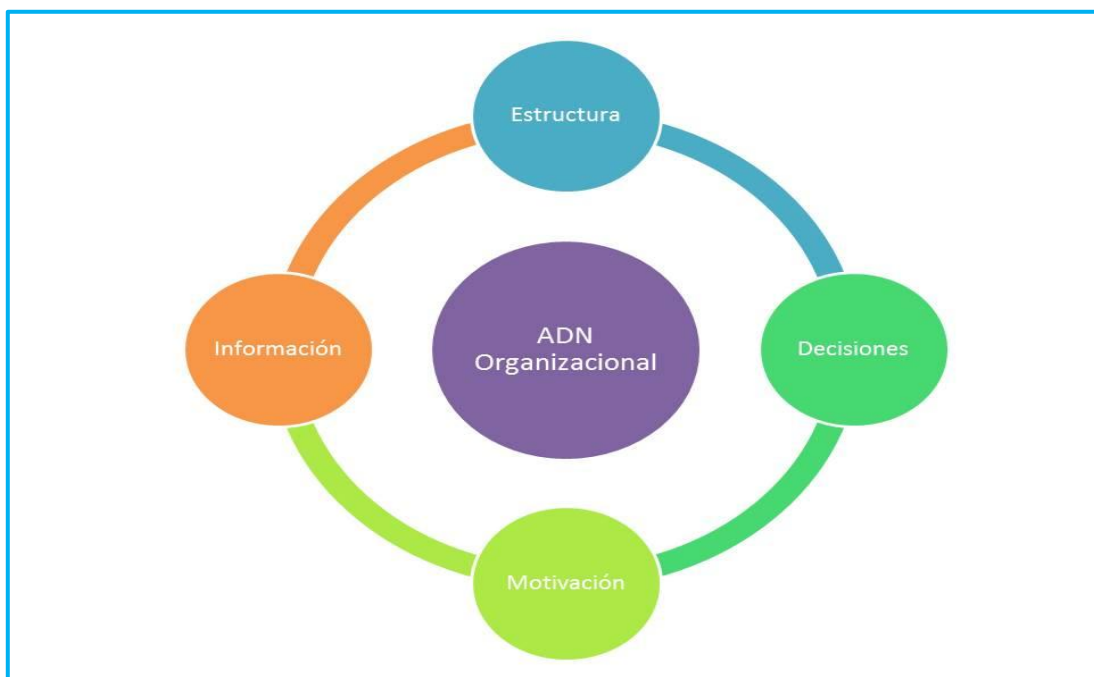 Estructura
Información
ADN
Organizacional
Decisiones
Motivación